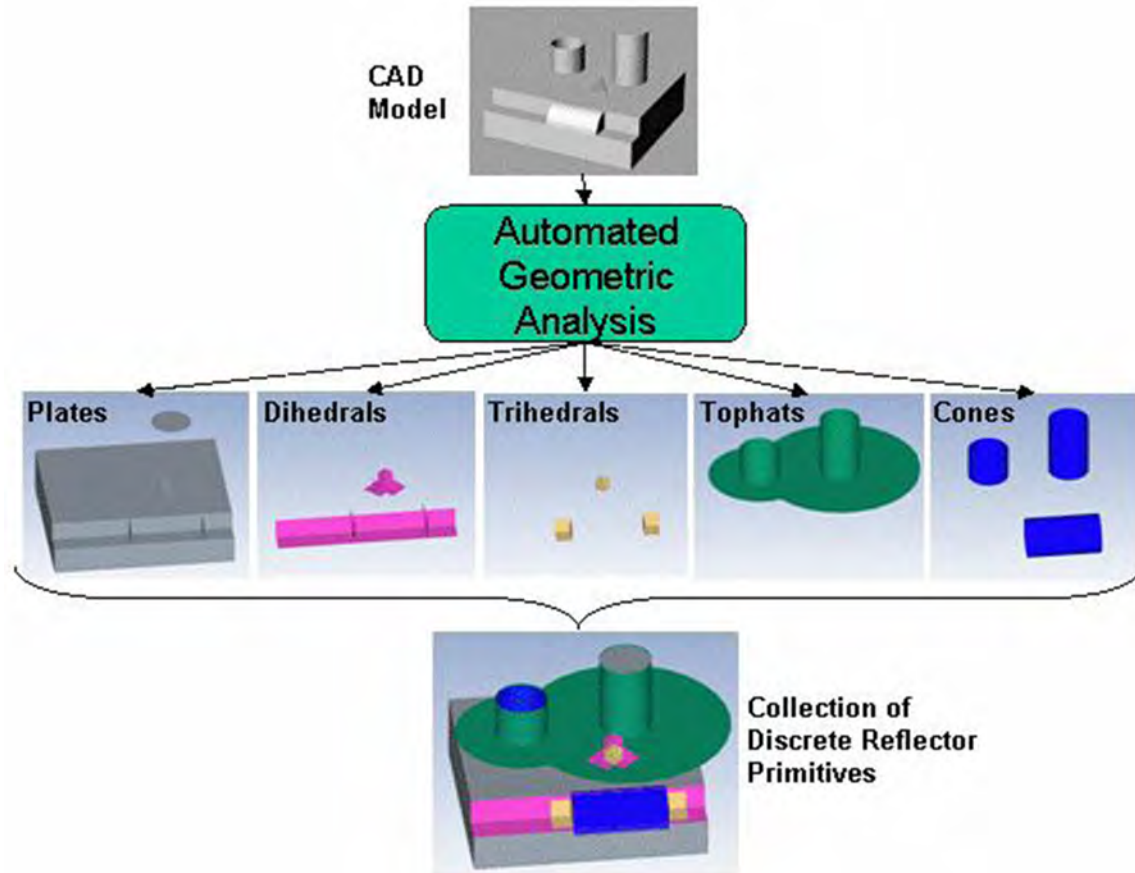 CAD
Model
Automated
Geometric
Analysis
Plates
Dihedrals
Trihedrals
Tophats
Cones
Collection of
Discrete Reflector
Primitives